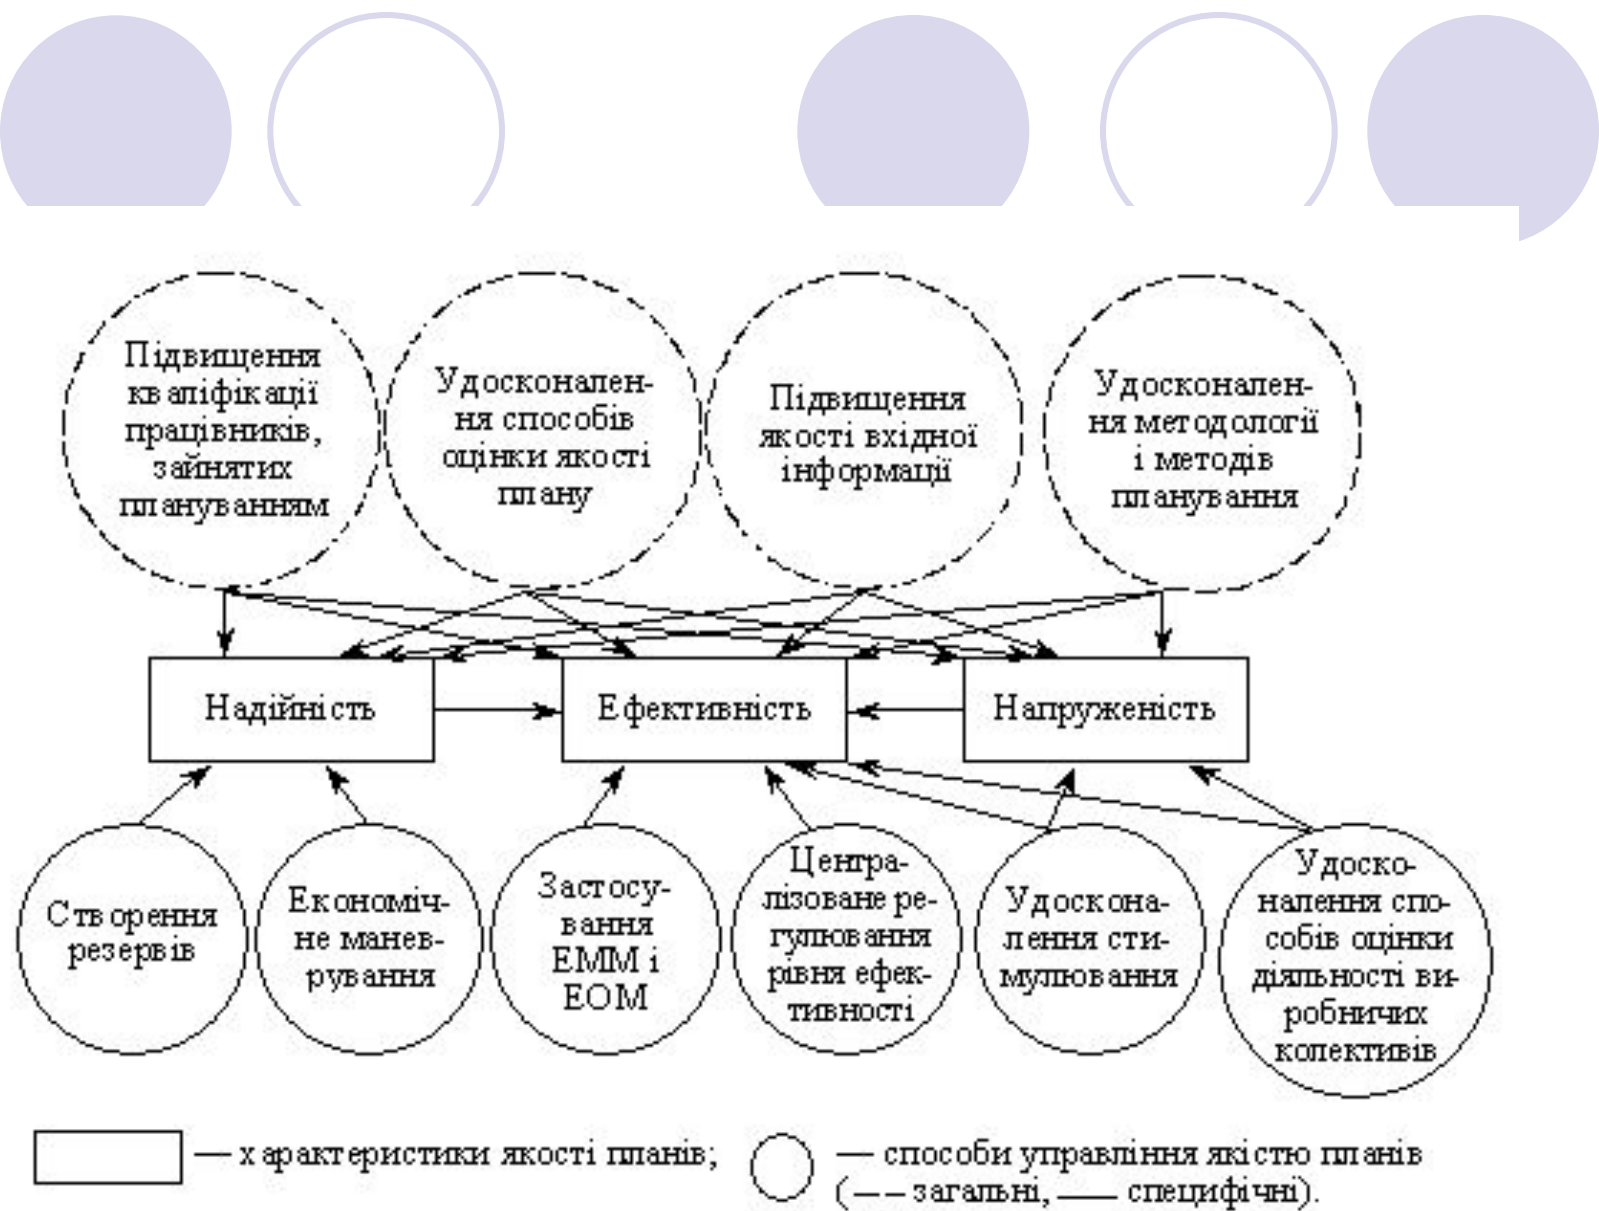 Підвищення
кваліфікації
працівників,
зайнятих
плануванням
Удосконален-
ня способів
оцінки якості
плану
Підвищення
якості вхідної
інформації
Удосконален-
ня методології
і методів
планування
Надійність
Ефективність
Напруженість
Створення
резервів
Економіч-
не манев-
рування
Застосу-
вання
ЕММ і
ЕОМ
Центра-
лізоване ре-
гулювання
рівня ефек-
тивності
Удоскона-
лення сти-
мулювання
Удоско-
налення спо-
собів оцінки
діяльності ви-
робничих
колективів
— характеристики якості планів;
— способи управління якістю планів
(– – – загальні, —— специфічні).